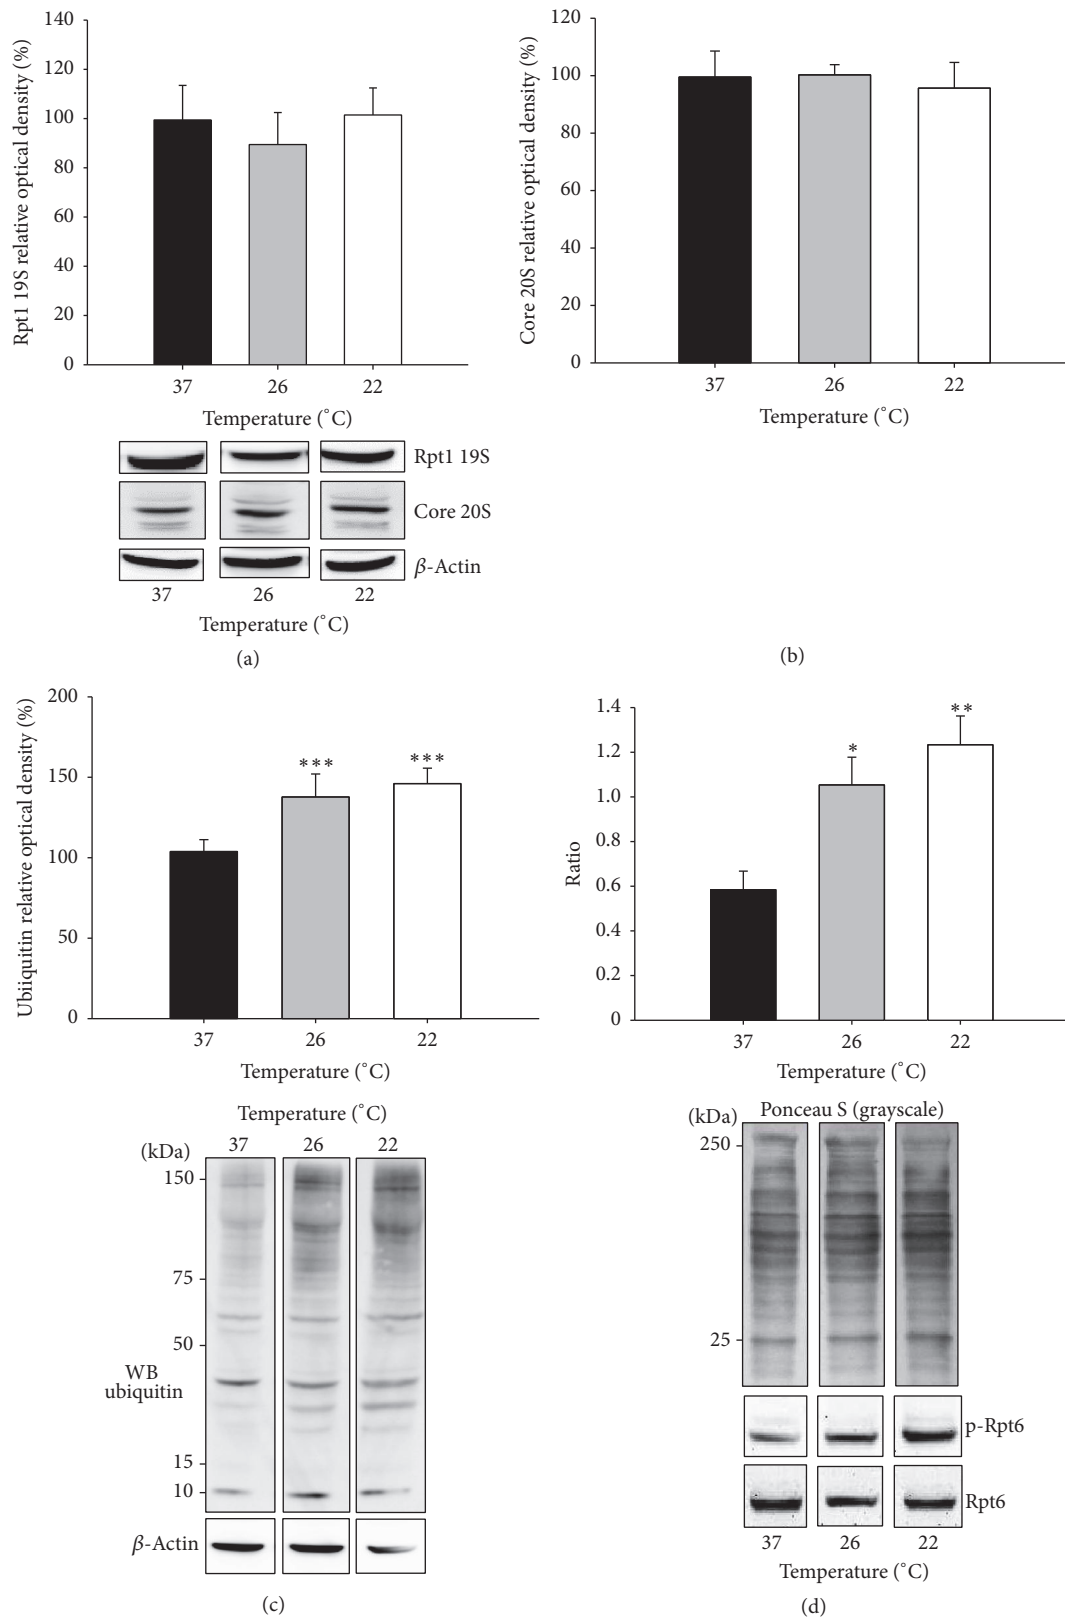 Rpt1 19S relative optical density (%)
140
120
100
80
60
40
20
0
37 26 22
Temperature (°C)
Rpt1 19S
Core 20S
β-Actin
37 26 22
Temperature (°C)
(a)
Core 20S relative optical density (%)
120
100
80
60
40
20
0
37 26 22
Temperature (°C)
(b)
Ubiiquitin relative optical density (%)
200
150
100
50
0
*** ***
37 26 22
Temperature (°C)
Temperature (°C)
(kDa) 37 26 22
150
75
50
WB
ubiquitin
15
10
β-Actin
(c)
Ratio
1.4
1.2
1.0
0.8
0.6
0.4
0.2
0
* **
37 26 22
Temperature (°C)
(kDa) Ponceau S (grayscale)
250
25
p-Rpt6
Rpt6
37 26 22
Temperature (°C)
(d)